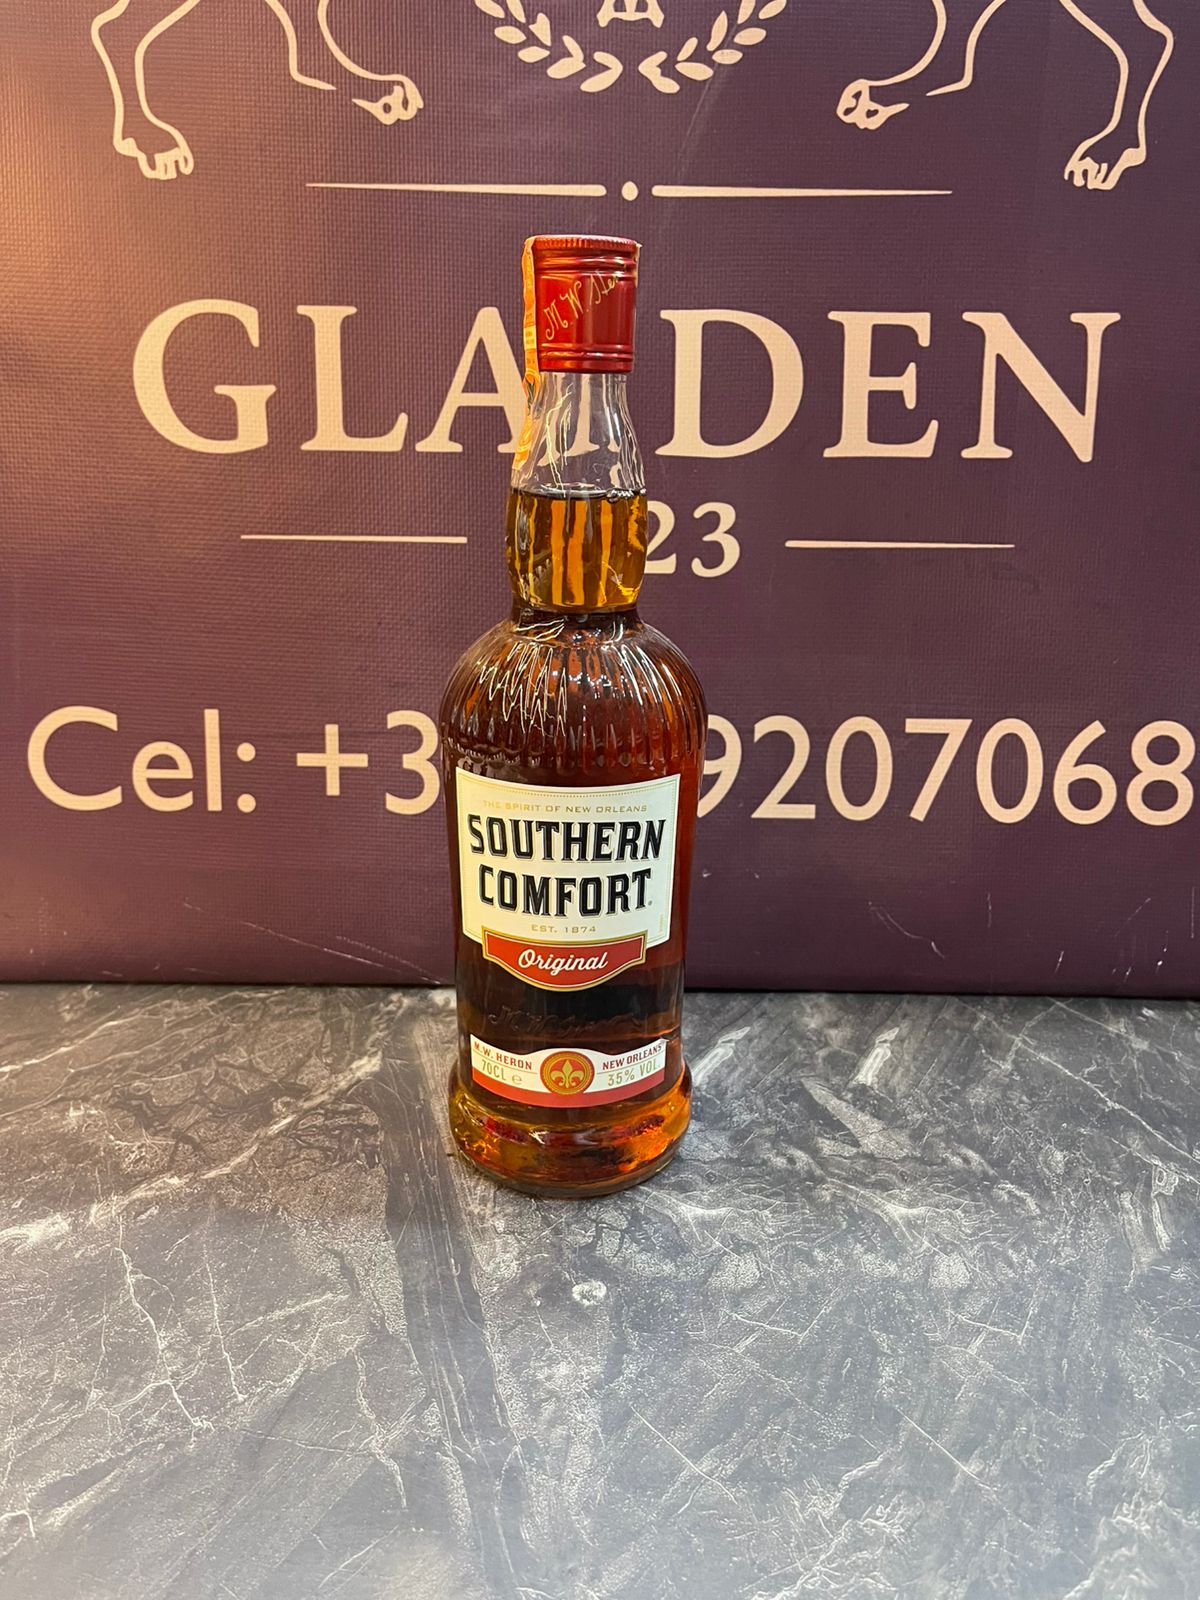 GLA DEN
23
Cel: +3 9207068
M.W. Her
THE SPIRIT OF NEW ORLEANS
SOUTHERN
COMFORT
EST. 1874
Original
M.W. HERON NEW ORLEANS
70CL e 35% VOL.